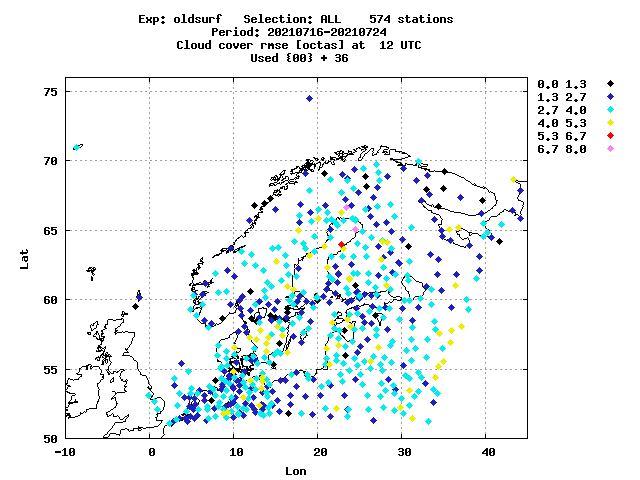 Exp: oldsurf   Selection: ALL    574 stations
Period: 20210716-20210724
Cloud cover rmse [octas] at  12 UTC
Used {00} + 36
0.0 1.3
1.3 2.7
2.7 4.0
4.0 5.3
5.3 6.7
6.7 8.0
75
70
65
60
55
50
Lat
-10 0 10 20 30 40
Lon